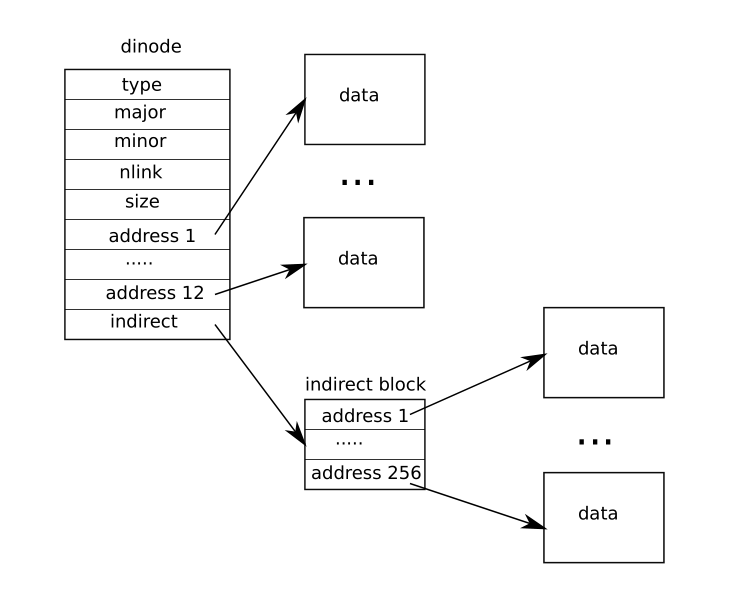 dinode
type
major
minor
nlink
size
address 1
.....
address 12
indirect
data
...
data
indirect block
address 1
.....
address 256
data
...
data